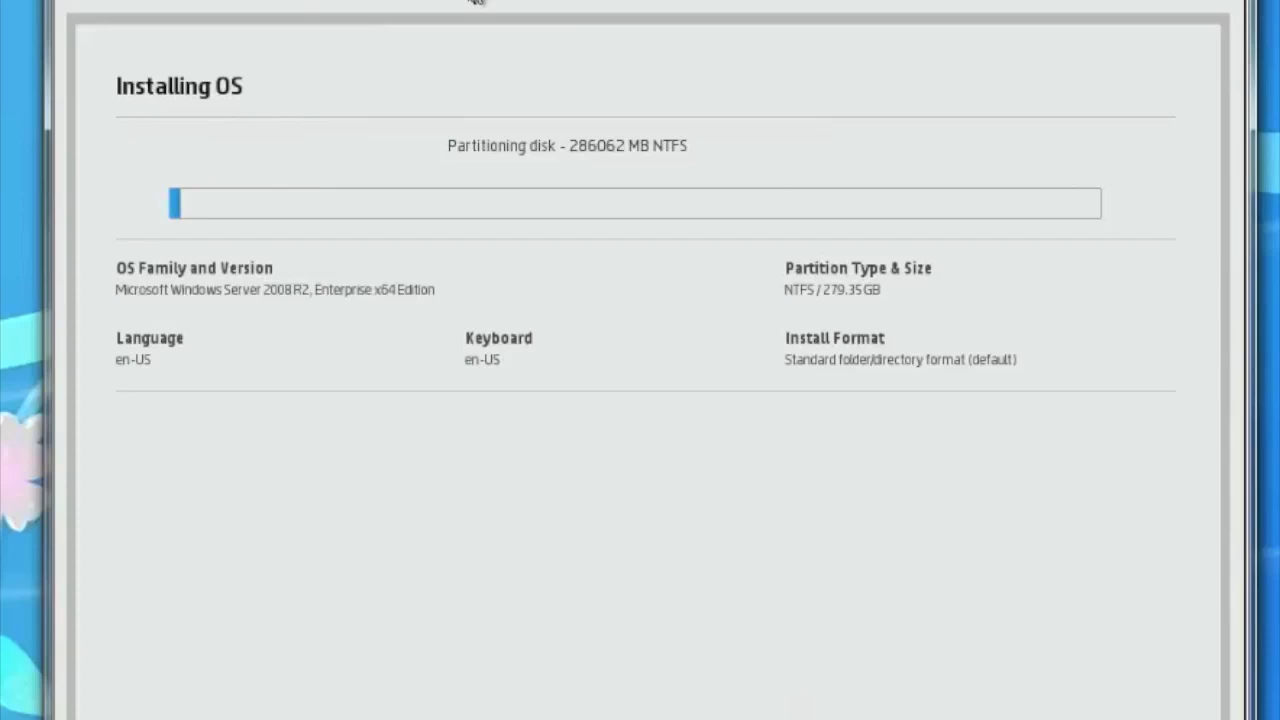 Installing OS
Partitioning disk - 286062 MB NTFS
OS Family and Version
Microsoft Windows Server 2008 R2, Enterprise x64 Edition
Partition Type & Size
NTFS / 279.35 GB
Language
en-US
Keyboard
en-US
Install Format
Standard folder/directory format (default)